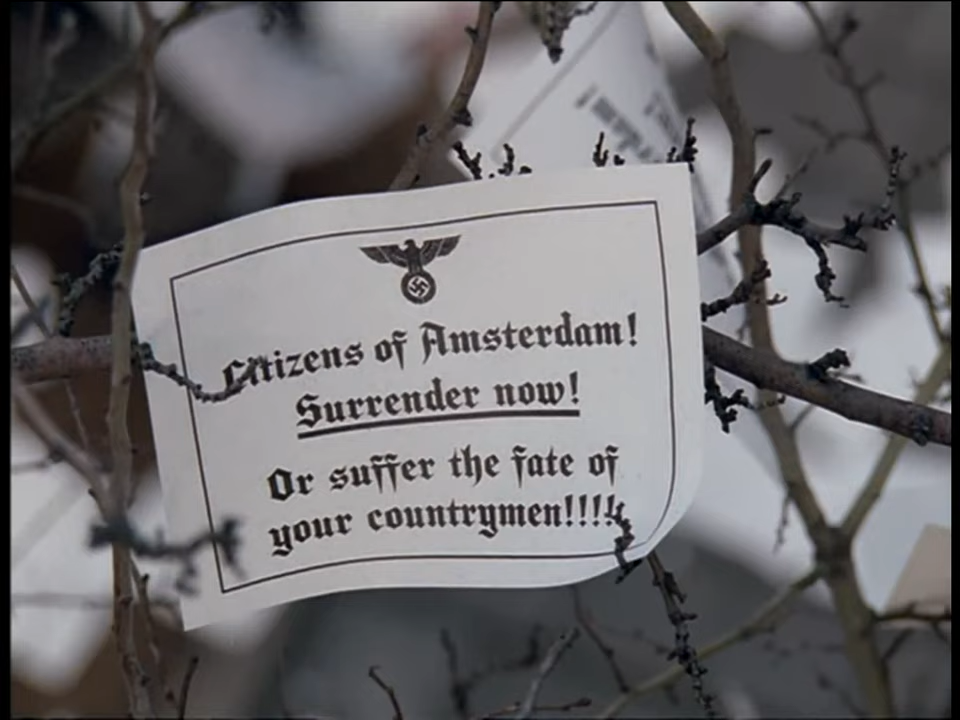 Citizens of Amsterdam!
Surrender now!
Or suffer the fate of
your countrymen!!!!